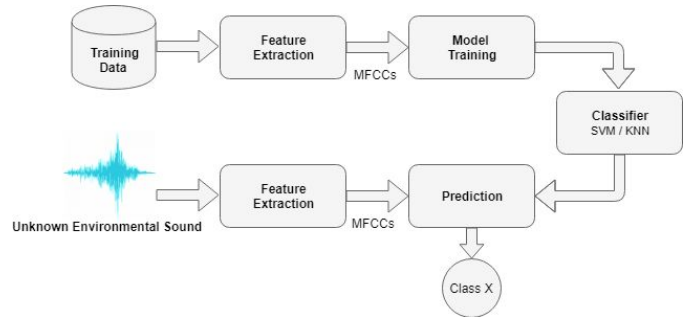 Training
Data
Feature
Extraction
MFCCs
Model
Training
Classifier
SVM / KNN
Unknown Environmental Sound
Feature
Extraction
MFCCs
Prediction
Class X